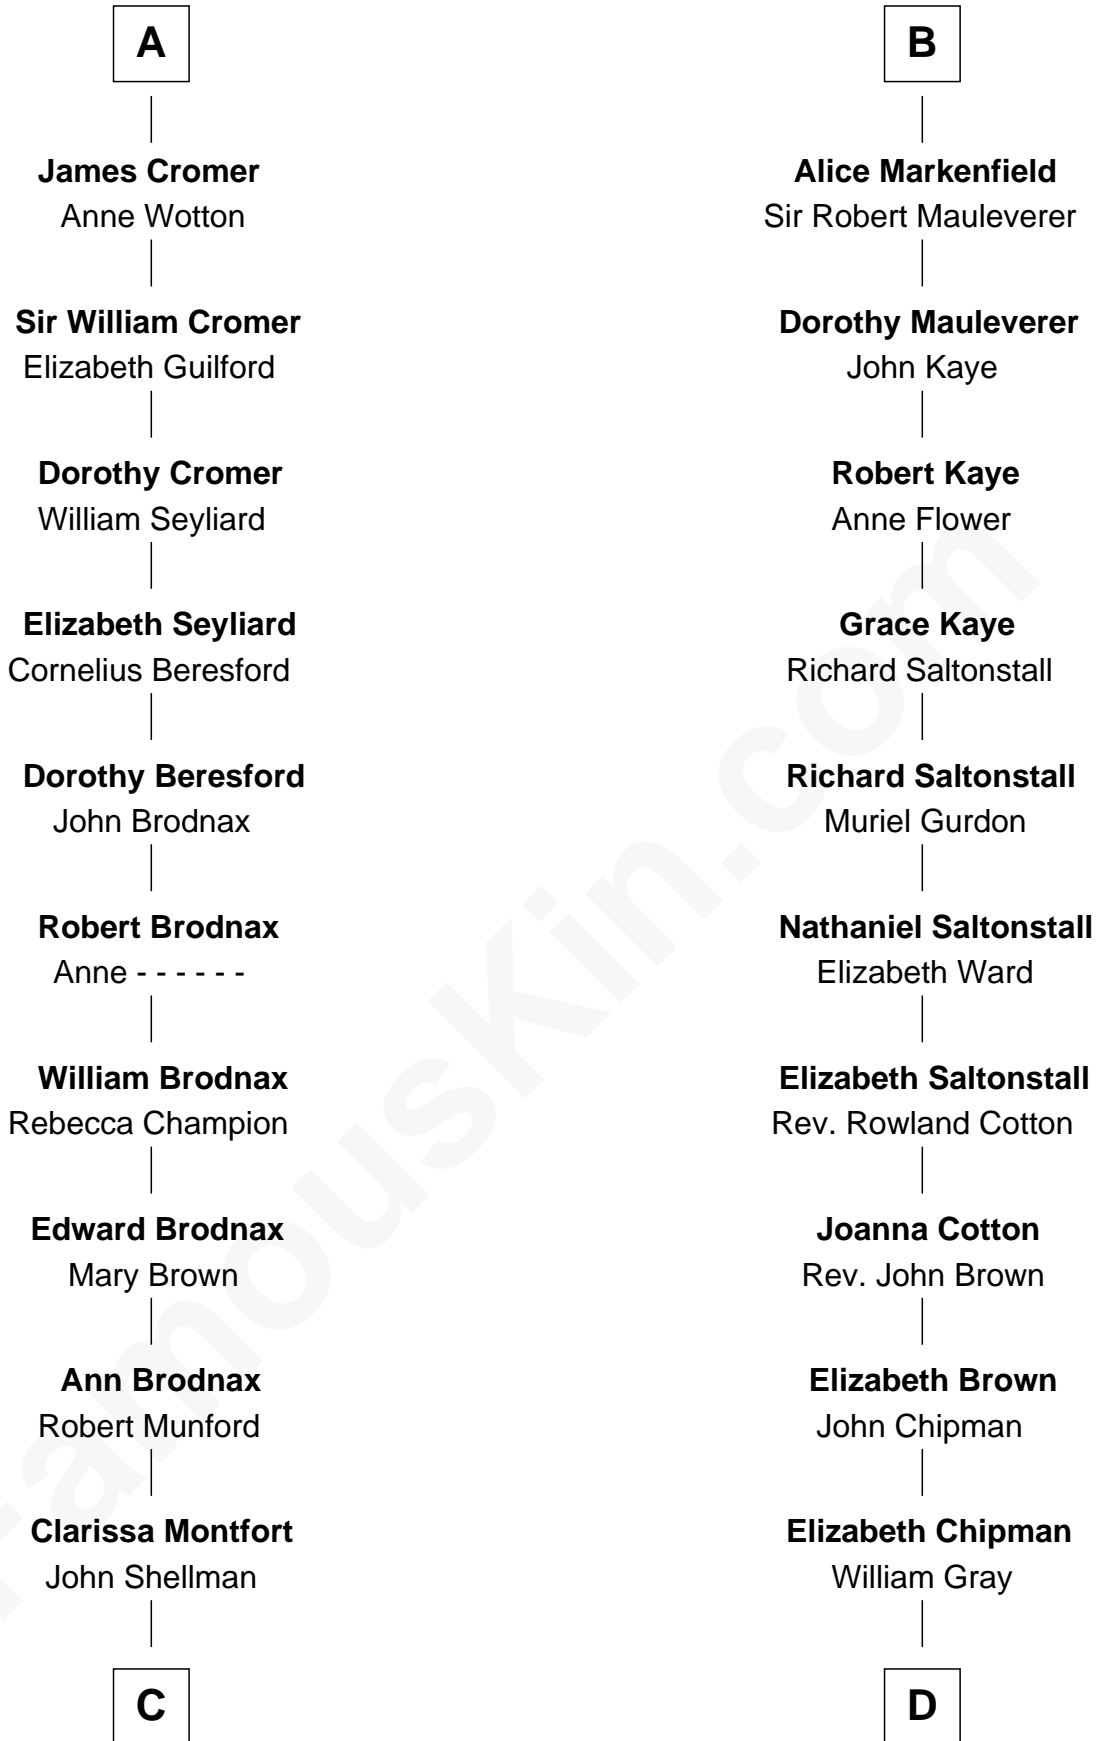 A
James Cromer
Anne Wotton
Sir William Cromer
Elizabeth Guilford
Dorothy Cromer
William Seyliard
Elizabeth Seyliard
Cornelius Beresford
Dorothy Beresford
John Brodnax
Robert Brodnax
Anne - - - - - -
William Brodnax
Rebecca Champion
Edward Brodnax
Mary Brown
Ann Brodnax
Robert Munford
Clarissa Montfort
John Shellman
C
B
Alice Markenfield
Sir Robert Mauleverer
Dorothy Mauleverer
John Kaye
Robert Kaye
Anne Flower
Grace Kaye
Richard Saltonstall
Richard Saltonstall
Muriel Gurdon
Nathaniel Saltonstall
Elizabeth Ward
Elizabeth Saltonstall
Rev. Rowland Cotton
Joanna Cotton
Rev. John Brown
Elizabeth Brown
John Chipman
Elizabeth Chipman
William Gray
D
FamousKin.com